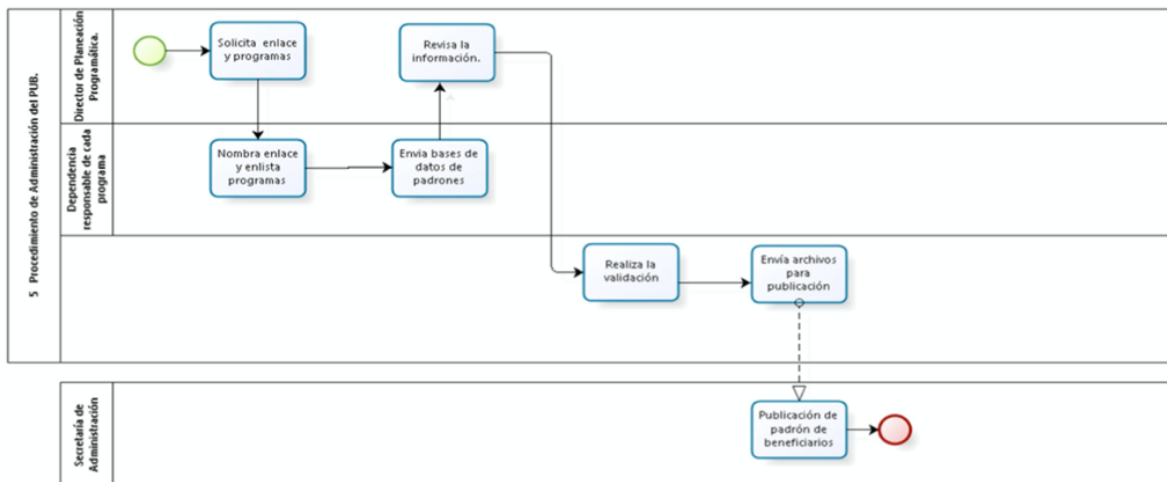 5 Procedimiento de Administración del PUB.
Director de Planeación
Programática.
Solicita enlace
y programas
Revisa la
información.
Dependencia
responsable de cada
programa
Nombra enlace
y enlista
programas
Envia bases de
datos de
padrones
Realiza la
validación
Envía archivos
para
publicación
Secretaría de
Administración
Publicación de
padrón de
beneficiarios